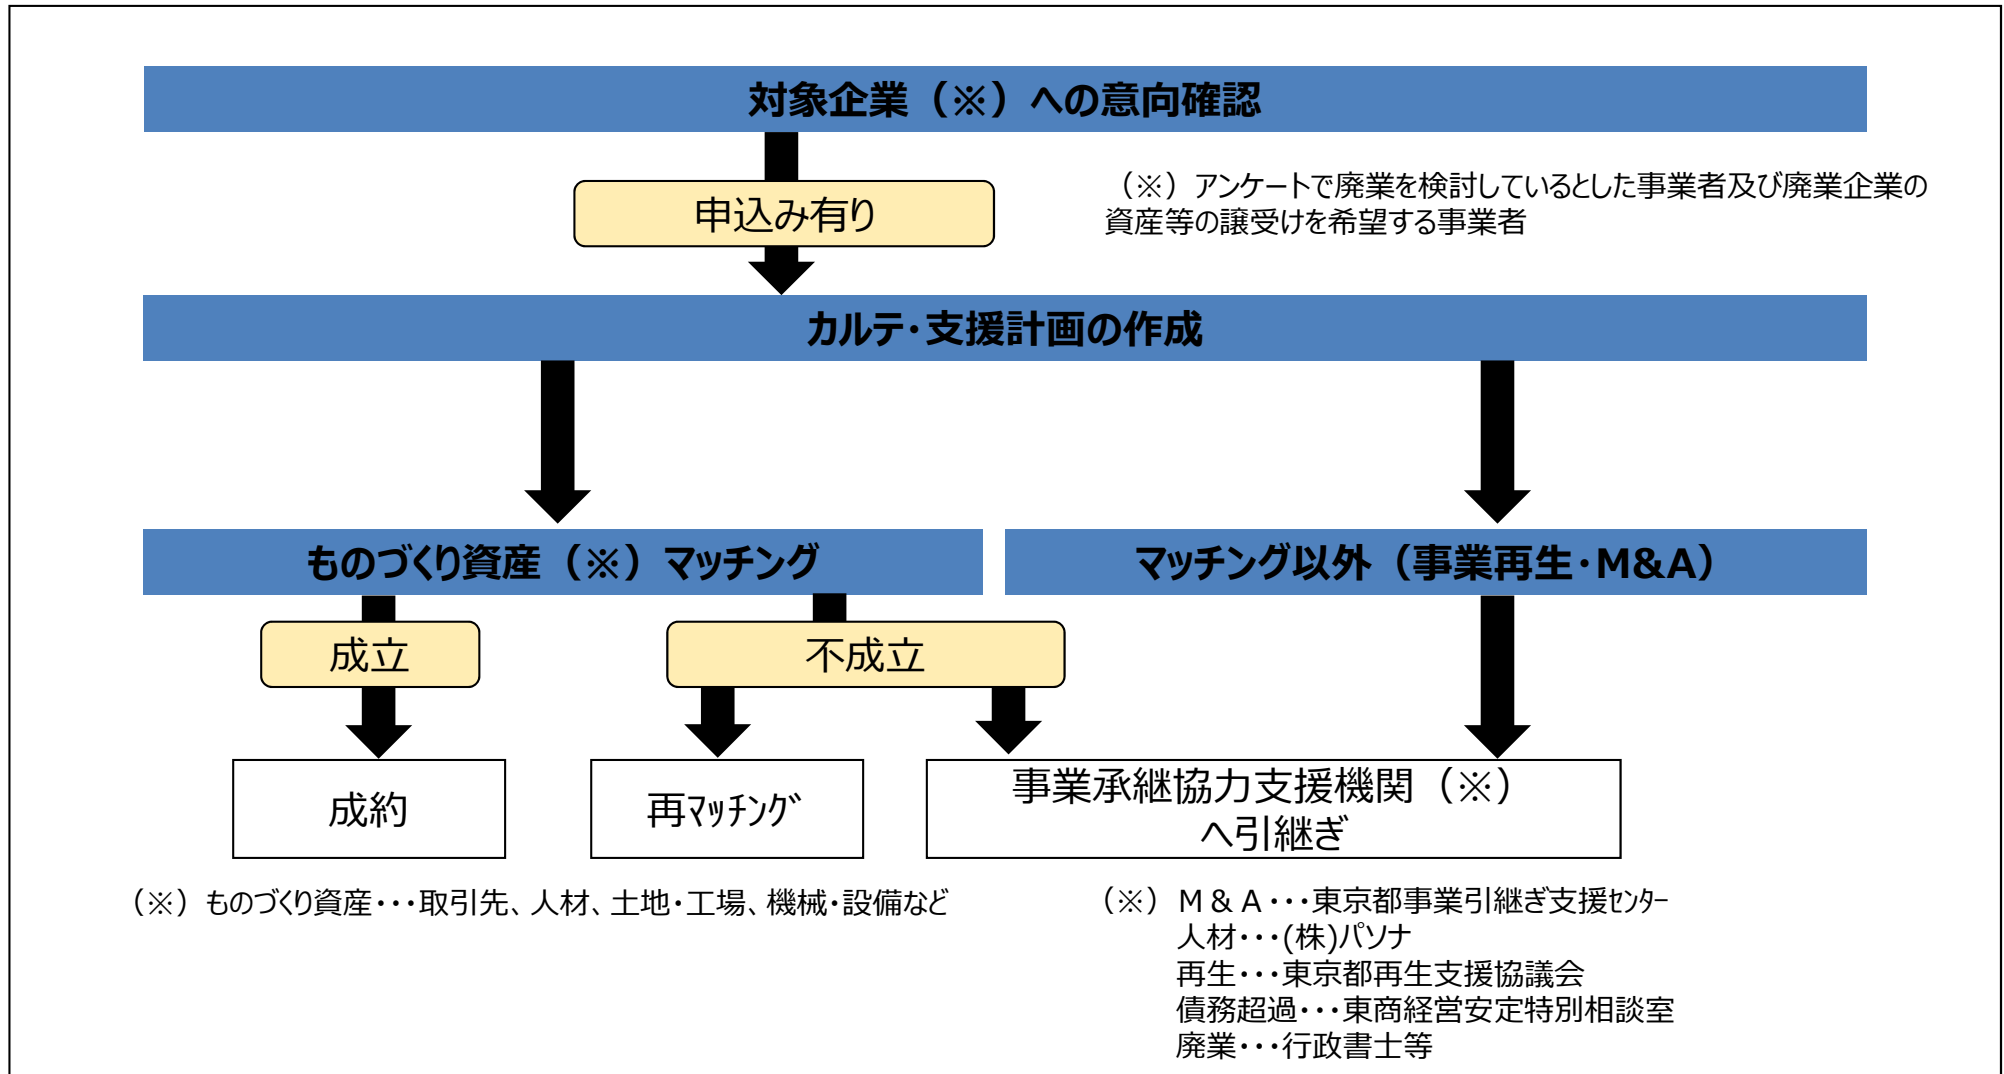 対象企業（※）への意向確認
申込み有り
（※）アンケートで廃業を検討しているとした事業者及び廃業企業の
資産等の譲受けを希望する事業者
カルテ・支援計画の作成
ものづくり資産（※）マッチング
マッチング以外（事業再生・M&A）
成立
不成立
成約
再ﾏｯﾁﾝｸﾞ
事業承継協力支援機関（※）
へ引継ぎ
（※）ものづくり資産・・・取引先、人材、土地・工場、機械・設備など
（※）Ｍ＆Ａ・・・東京都事業引継ぎ支援ｾﾝﾀｰ
人材・・・(株)パソナ
再生・・・東京都再生支援協議会
債務超過・・・東商経営安定特別相談室
廃業・・・行政書士等